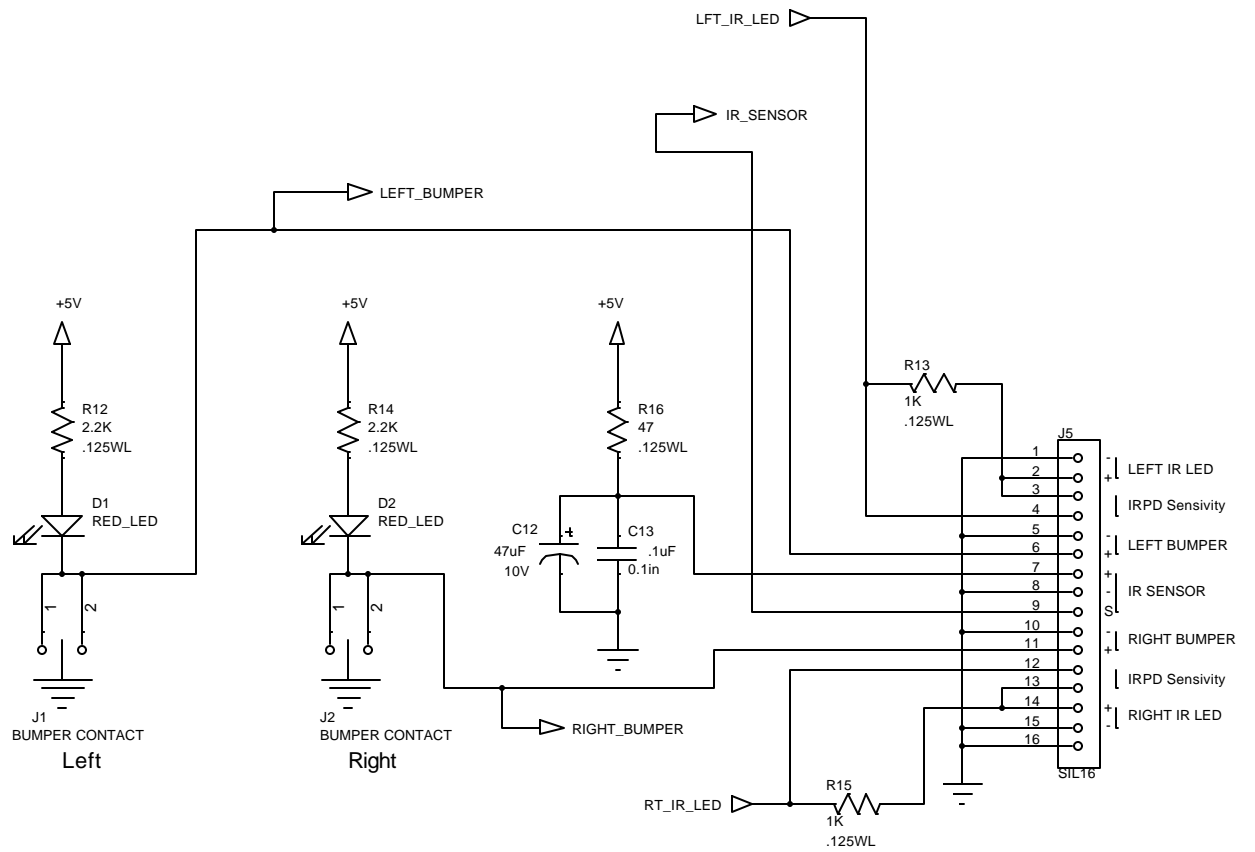 LFT_IR_LED
IR_SENSOR
LEFT_BUMPER
+5V
+5V
+5V
R12
2.2K
.125WL
R14
2.2K
.125WL
R16
47
.125WL
R13
1K
.125WL
D1
RED_LED
D2
RED_LED
C12
+
47uF
10V
C13
.1uF
0.1in
1
2
1
2
J1
BUMPER CONTACT
Left
J2
BUMPER CONTACT
Right
RIGHT_BUMPER
RT_IR_LED
R15
1K
.125WL
J5
1 -
2 + LEFT IR LED
3
4 IRPD Sensivity
5 -
6 + LEFT BUMPER
7 +
8 - IR SENSOR
9 S
10 -
11 + RIGHT BUMPER
12
13 IRPD Sensivity
14 +
15 - RIGHT IR LED
16
SIL16